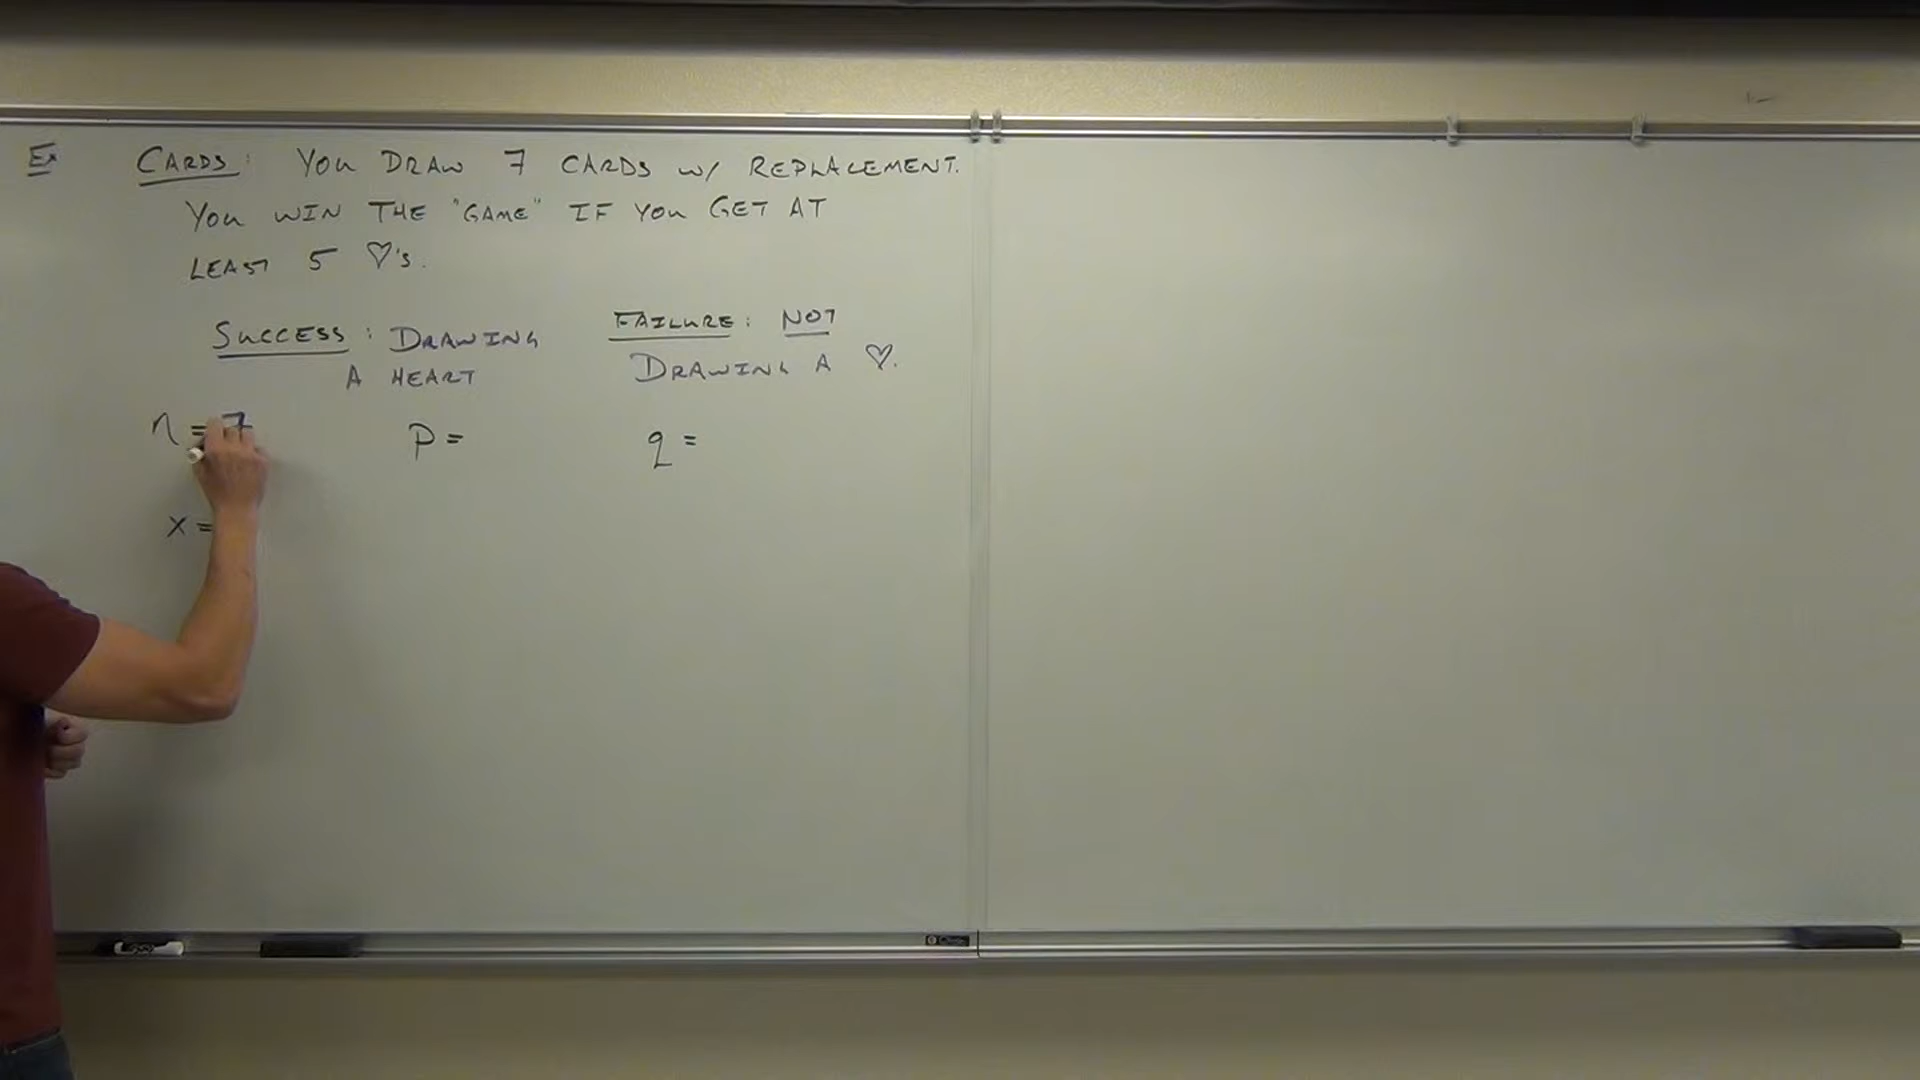 Ex CARDS: YOU DRAW 7 CARDS W/ REPLACEMENT.
YOU WIN THE "GAME" IF YOU GET AT
LEAST 5 ♡'s.
SUCCESS: DRAWING
A HEART
FAILURE: NOT
DRAWING A ♡.
n = 7
p =
q =
x =